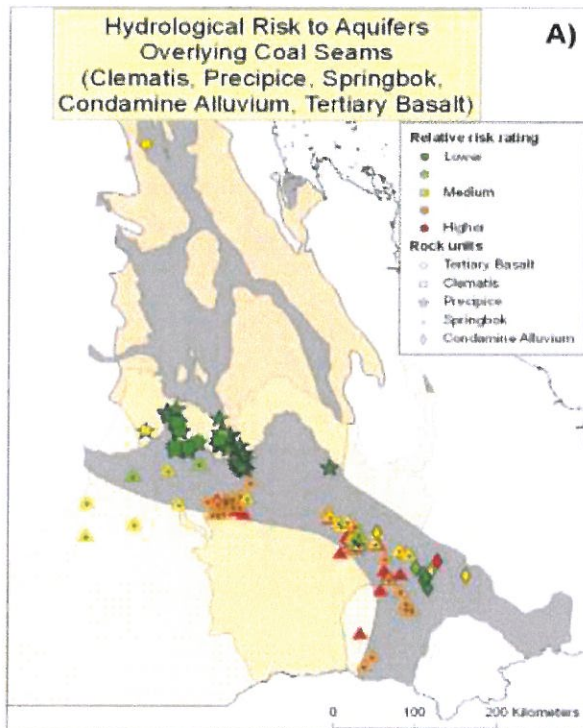 Hydrological Risk to Aquifers
Overlying Coal Seams
(Clematis, Precipice, Springbok,
Condamine Alluvium, Tertiary Basalt)
A)
Relative risk rating
Lower
Medium
Higher
Rock units
Tertiary Basalt
Clematis
Precipice
Springbok
Condamine Alluvium
0 100 200 Kilometers